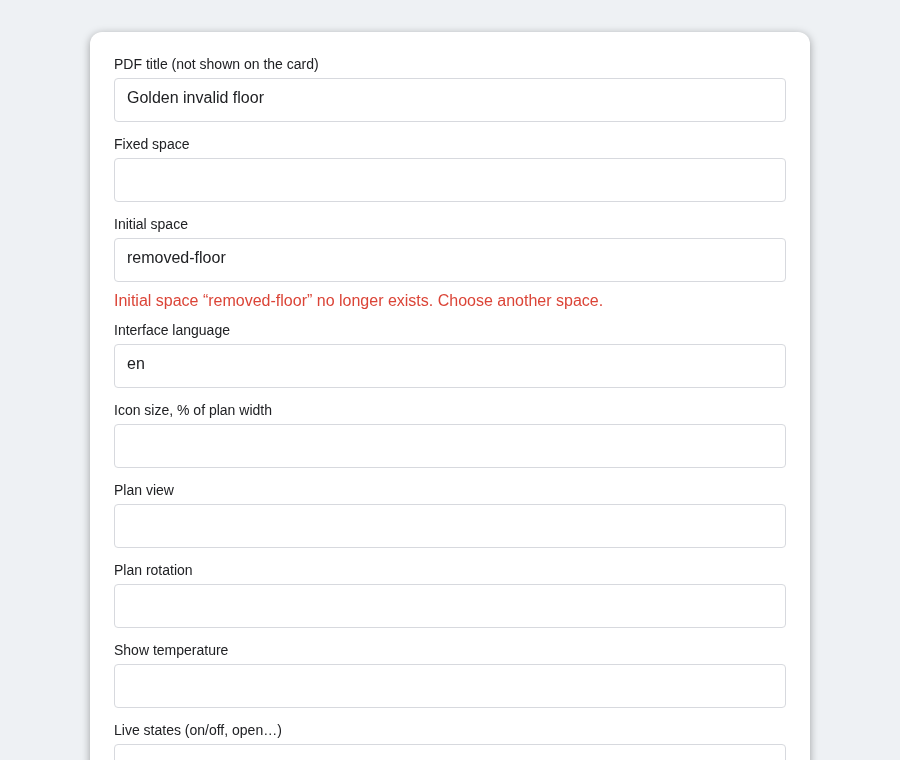 PDF title (not shown on the card)
Golden invalid floor
Fixed space
Initial space
removed-floor
Initial space “removed-floor” no longer exists. Choose another space.
Interface language
en
Icon size, % of plan width
Plan view
Plan rotation
Show temperature
Live states (on/off, open…)